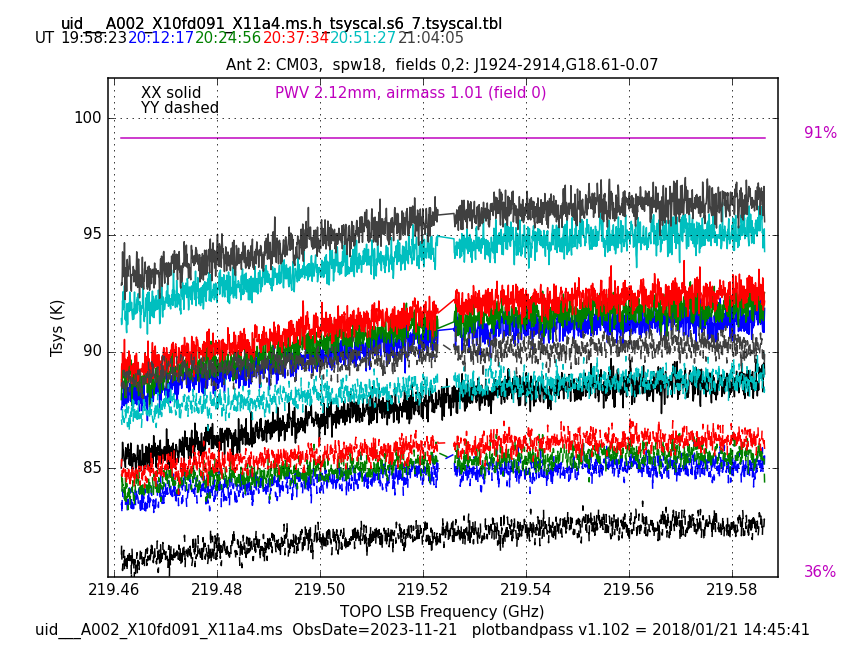 uid___A002_X10fd091_X11a4.ms.h_tsyscal.s6_7.tsyscal.tbl
UT 19:58:23 20:12:17 20:24:56 20:37:34 20:51:27 21:04:05
Ant 2: CM03,  spw18,  fields 0,2: J1924-2914,G18.61-0.07
XX solid
YY dashed
PWV 2.12mm, airmass 1.01 (field 0)
91%
36%
100
95
90
85
Tsys (K)
219.46 219.48 219.50 219.52 219.54 219.56 219.58
TOPO LSB Frequency (GHz)
uid___A002_X10fd091_X11a4.ms  ObsDate=2023-11-21   plotbandpass v1.102 = 2018/01/21 14:45:41